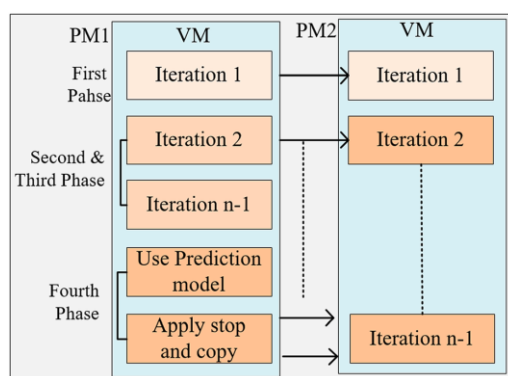 PM1 VM PM2 VM
First
Pahse
Iteration 1
Iteration 1
Second &
Third Phase
Iteration 2
Iteration 2
Iteration n-1
Fourth
Phase
Use Prediction
model
Apply stop
and copy
Iteration n-1